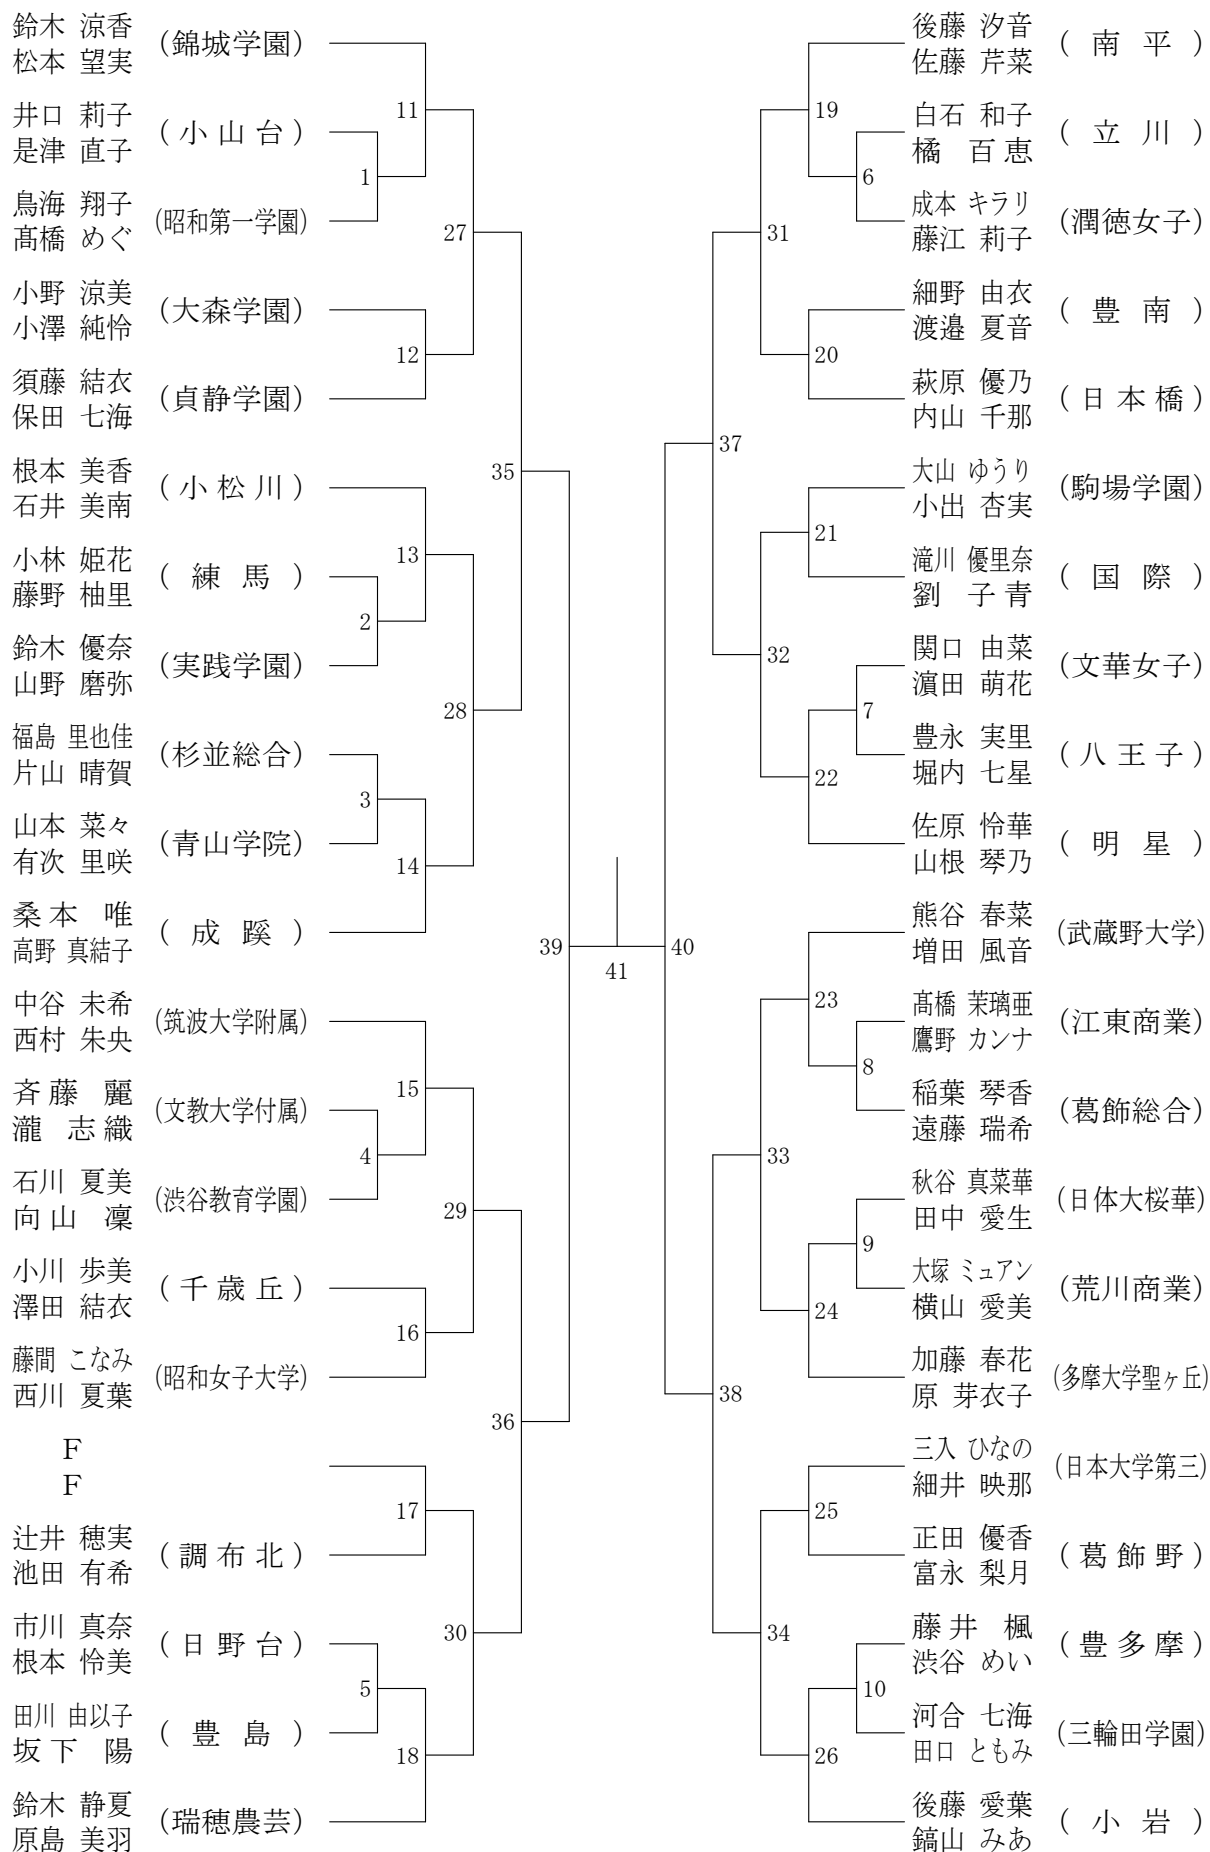 鈴木 涼香
松本 望実
(錦城学園)
井口 莉子
是津 直子
(小山台)
鳥海 翔子
髙橋 めぐ
(昭和第一学園)
小野 涼美
小澤 純怜
(大森学園)
須藤 結衣
保田 七海
(貞静学園)
根本 美香
石井 美南
(小松川)
小林 姫花
藤野 柚里
(練馬)
鈴木 優奈
山野 磨弥
(実践学園)
福島 里也佳
片山 晴賀
(杉並総合)
山本 菜々
有次 里咲
(青山学院)
桑本 唯
高野 真結子
(成蹊)
中谷 未希
西村 朱央
(筑波大学附属)
斉藤 麗
瀧 志織
(文教大学付属)
石川 夏美
向山 凜
(渋谷教育学園)
小川 歩美
澤田 結衣
(千歳丘)
藤間 こなみ
西川 夏葉
(昭和女子大学)
F
F
辻井 穂実
池田 有希
(調布北)
市川 真奈
根本 怜美
(日野台)
田川 由以子
坂下 陽
(豊島)
鈴木 静夏
原島 美羽
(瑞穂農芸)
1
2
3
4
5
11
12
13
14
15
16
17
18
27
28
29
30
35
36
39
41
40
37
38
31
32
33
34
19
20
21
22
23
24
25
26
6
7
8
9
10
後藤 汐音
佐藤 芹菜
(南平)
白石 和子
橘 百恵
(立川)
成本 キラリ
藤江 莉子
(潤徳女子)
細野 由衣
渡邉 夏音
(豊南)
萩原 優乃
内山 千那
(日本橋)
大山 ゆうり
小出 杏実
(駒場学園)
滝川 優里奈
劉 子青
(国際)
関口 由菜
濵田 萌花
(文華女子)
豊永 実里
堀内 七星
(八王子)
佐原 怜華
山根 琴乃
(明星)
熊谷 春菜
増田 風音
(武蔵野大学)
髙橋 茉璃亜
鷹野 カンナ
(江東商業)
稲葉 琴香
遠藤 瑞希
(葛飾総合)
秋谷 真菜華
田中 愛生
(日体大桜華)
大塚 ミュアン
横山 愛美
(荒川商業)
加藤 春花
原 芽衣子
(多摩大学聖ヶ丘)
三入 ひなの
細井 映那
(日本大学第三)
正田 優香
富永 梨月
(葛飾野)
藤井 楓
渋谷 めい
(豊多摩)
河合 七海
田口 ともみ
(三輪田学園)
後藤 愛葉
鎬山 みあ
(小岩)